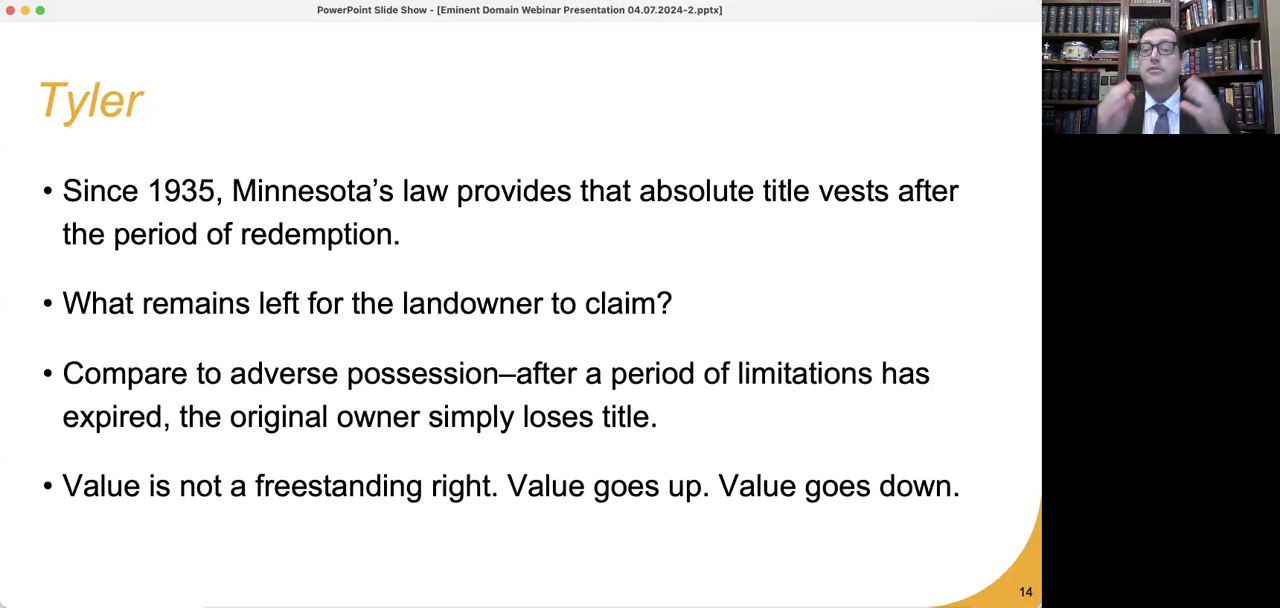 PowerPoint Slide Show - [Eminent Domain Webinar Presentation 04.07.2024-2.pptx]
Tyler
• Since 1935, Minnesota’s law provides that absolute title vests after
the period of redemption.
• What remains left for the landowner to claim?
• Compare to adverse possession–after a period of limitations has
expired, the original owner simply loses title.
• Value is not a freestanding right. Value goes up. Value goes down.
14